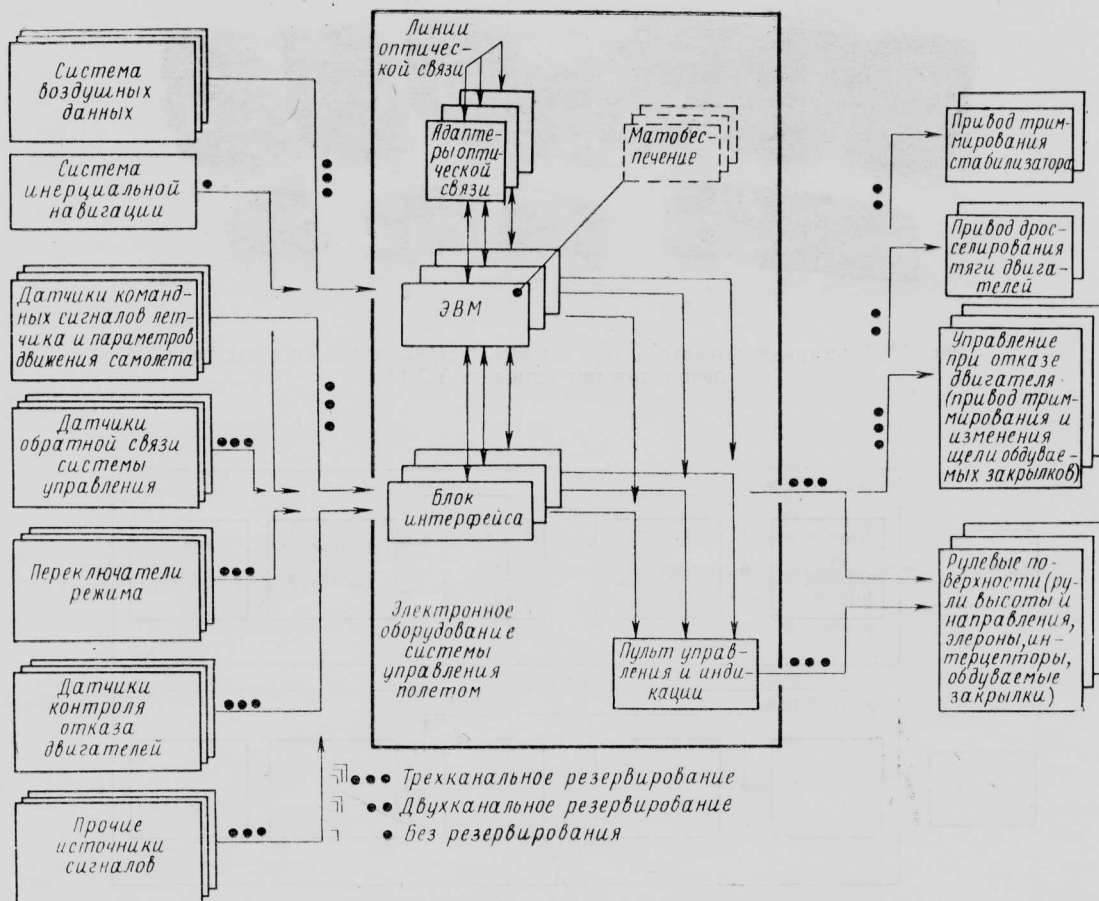 Система
воздушных
данных
Система
инерциальной
навигации
Датчики команд-
ных сигналов лет-
чика и параметров
движения самолета
Датчики
обратной связи
системы
управления
Переключатели
режима
Датчики
контроля
отказа
двигателей
Прочие
источники
сигналов
Линии
оптичес-
кой связи
Адапте-
ры оптической
связи
Матобес-
печение
ЭВМ
Блок
интерфейса
Электронное
оборудование
системы
управления
полетом
Пульт управ-
ления и инди-
кации
Привод трим-
мирования
стабилизатора
Привод дрос-
селирования
тяги двига-
телей
Управление
при отказе
двигателя
(привод трим-
мирования и
изменения
щели обдувае-
мых закрылков)
Рулевые по-
верхности (ру-
ли высоты и
направления,
элероны, ин-
терцепторы,
обдуваемые
закрылки)
Трехканальное резервирование
Двухканальное резервирование
Без резервирования